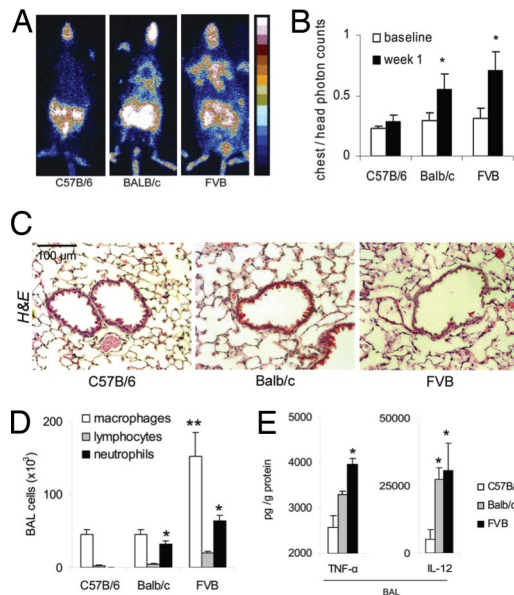 A
C57B/6 BALB/c FVB
B
baseline
week 1
chest / head photon counts
1
0.5
0
* *
C57B/6 Balb/c FVB
C
100 µm
H&E
C57B/6 Balb/c FVB
D
macrophages
lymphocytes
neutrophils
BAL cells (x10³)
200
100
0
** * *
C57B/6 Balb/c FVB
E
pg /g protein
5000
4000
3000
2000
*
TNF-α
50000
25000
0
* *
IL-12
BAL
C57B/
Balb/c
FVB